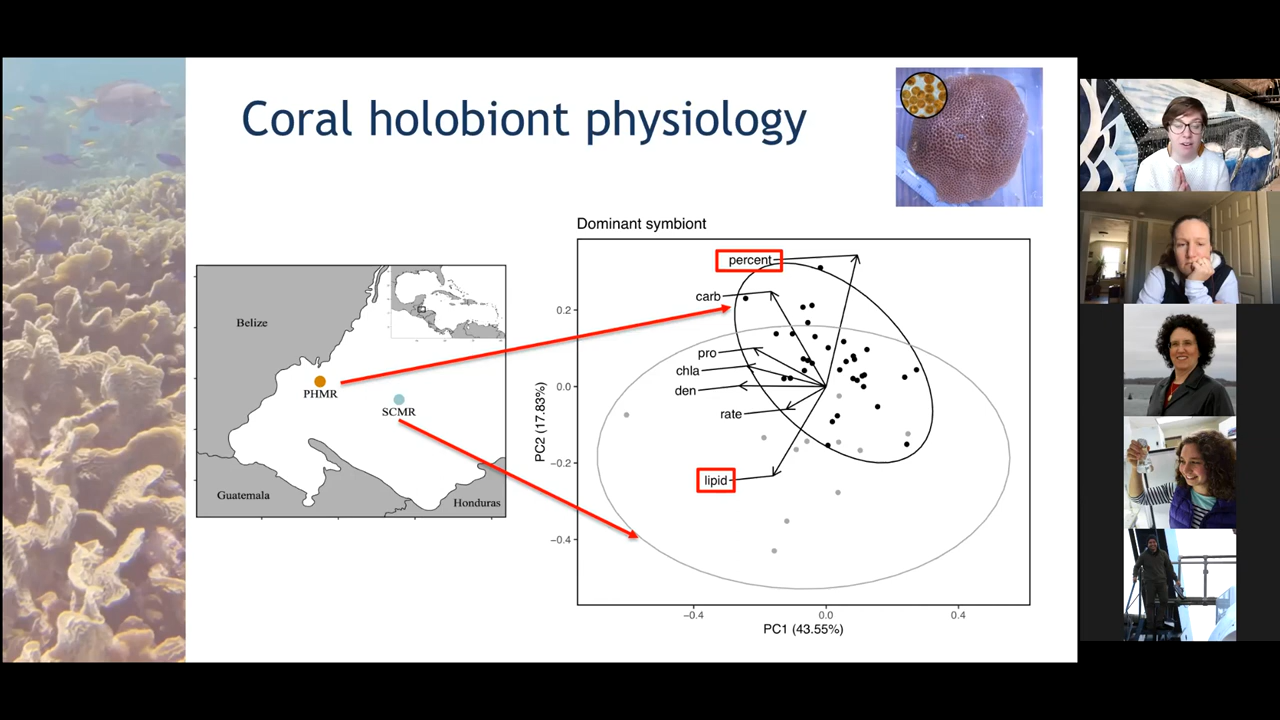 Coral holobiont physiology
Belize
PHMR
SCMR
Guatemala
Honduras
Dominant symbiont
percent
carb
pro
chla
den
rate
lipid
0.2
0.0
−0.2
−0.4
PC2 (17.83%)
−0.4
0.0
0.4
PC1 (43.55%)